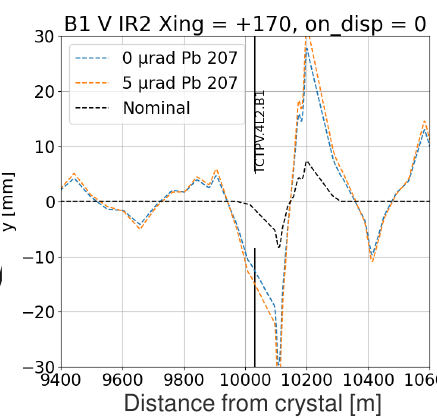 B1 V IR2 Xing = +170, on_disp = 0
30
20
10
0
−10
−20
−30
y [mm]
0 μrad Pb 207
5 μrad Pb 207
Nominal
TCTPV.4L2.B1
9400 9600 9800 10000 10200 10400 1060
Distance from crystal [m]